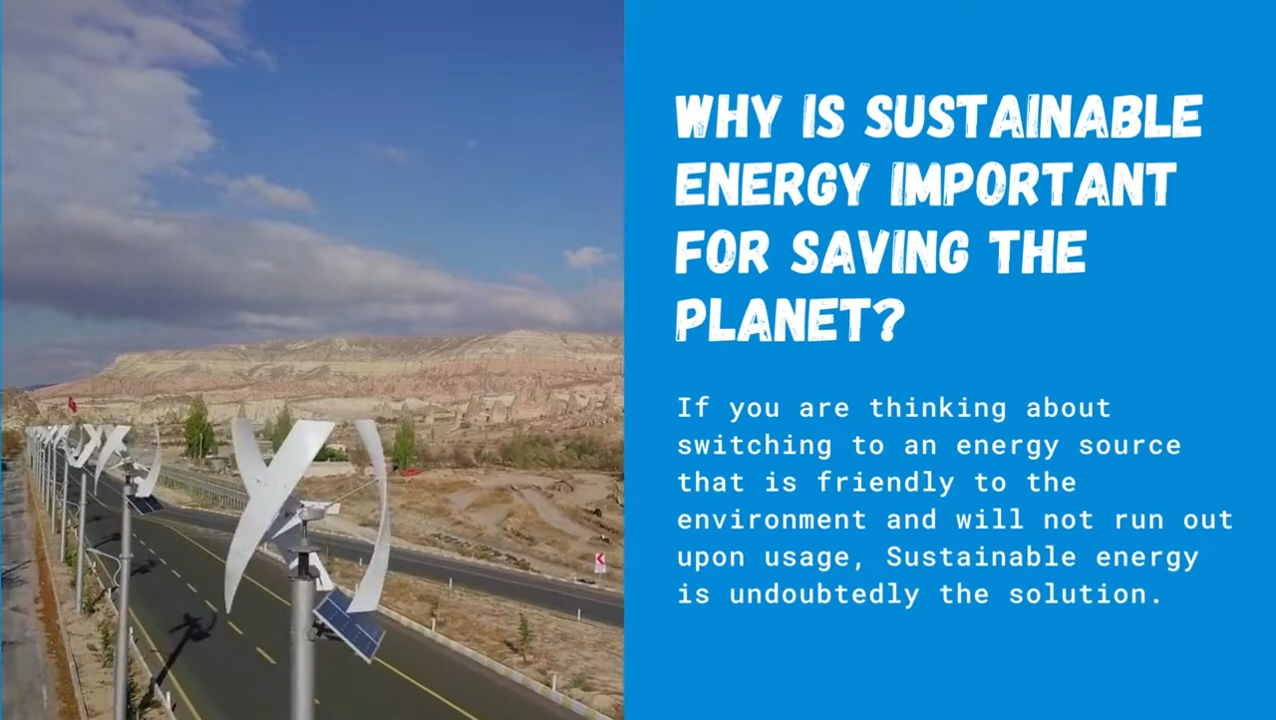 WHY IS SUSTAINABLE
ENERGY IMPORTANT
FOR SAVING THE
PLANET?
If you are thinking about
switching to an energy source
that is friendly to the
environment and will not run out
upon usage, Sustainable energy
is undoubtedly the solution.